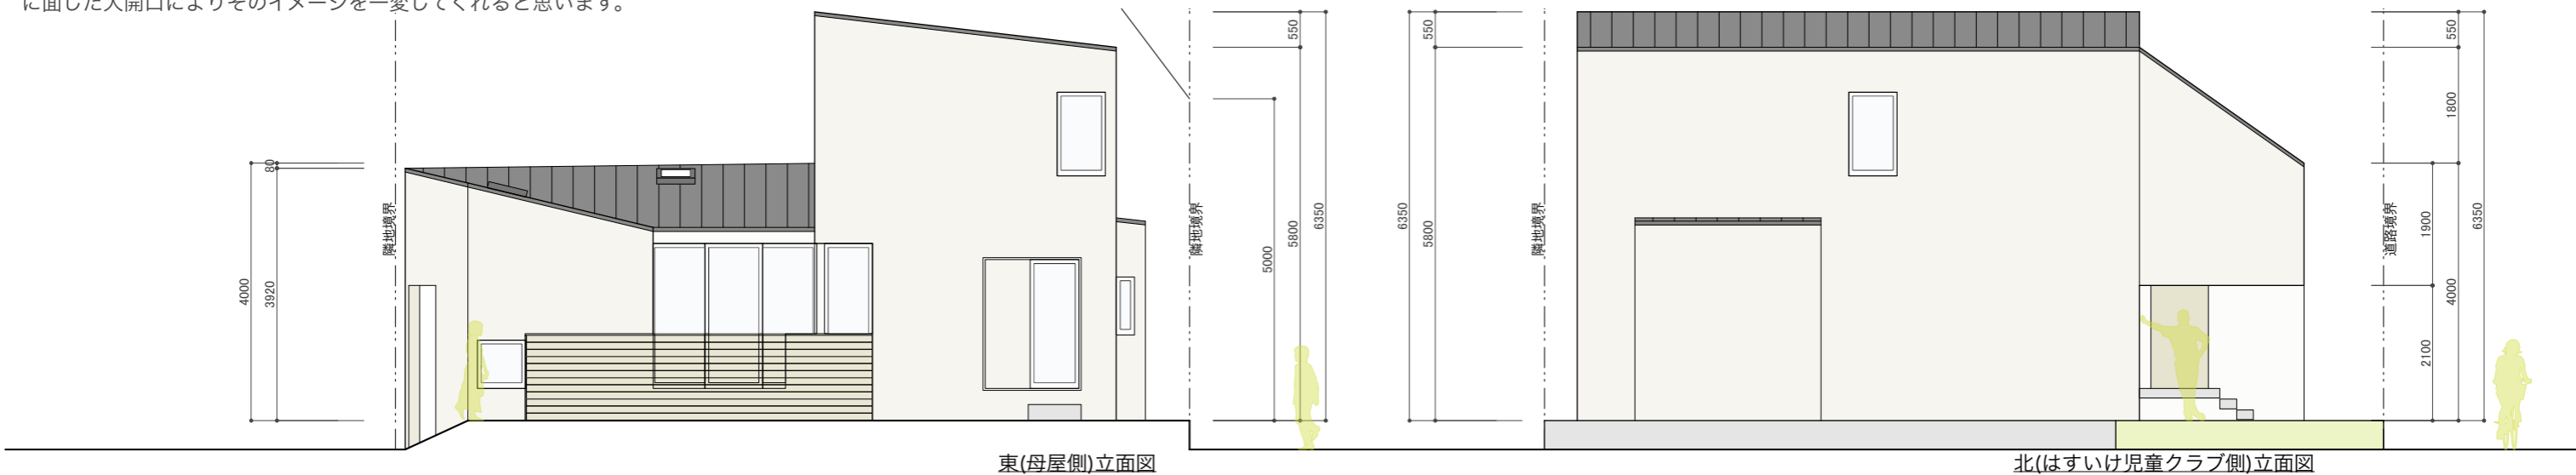 に面した大開口によりそのイメージを一変してくれると思います。
80
4000
3920
隣地境界
隣地境界
5000
550
5800
6350
東(母屋側)立面図
6350
550
5800
隣地境界
道路境界
1900
2100
550
1800
4000
6350
北(はすいけ児童クラブ側)立面図